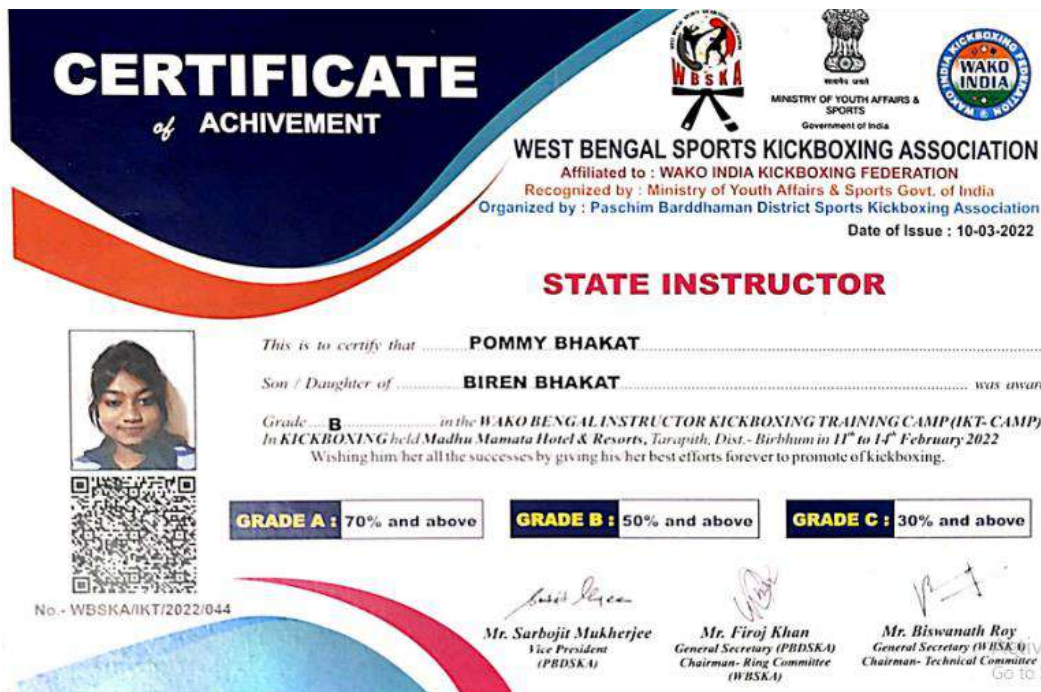 CERTIFICATE
of ACHIVEMENT
WBSKA
सत्यमेव जयते
MINISTRY OF YOUTH AFFAIRS &
SPORTS
Government of India
WAKO INDIA KICKBOXING FEDERATION
WAKO
INDIA
WEST BENGAL SPORTS KICKBOXING ASSOCIATION
Affiliated to : WAKO INDIA KICKBOXING FEDERATION
Recognized by : Ministry of Youth Affairs & Sports Govt. of India
Organized by : Paschim Barddhaman District Sports Kickboxing Association
Date of Issue : 10-03-2022
STATE INSTRUCTOR
This is to certify that ............ POMMY BHAKAT
Son / Daughter of ............ BIREN BHAKAT ............ was awar
Grade .... B ............ in the WAKO BENGAL INSTRUCTOR KICKBOXING TRAINING CAMP (IKT- CAMP)
In KICKBOXING held Madhu Mamata Hotel & Resorts, Tarapith, Dist.- Birbhum in 11th to 14th February 2022
Wishing him/her all the successes by giving his/her best efforts forever to promote of kickboxing.
GRADE A : 70% and above
GRADE B : 50% and above
GRADE C : 30% and above
No.- WBSKA/IKT/2022/044
Mr. Sarbojit Mukherjee
Vice President
(PBDSKA)
Mr. Firoj Khan
General Secretary (PBDSKA)
Chairman- Ring Committee
(WBSKA)
Mr. Biswanath Roy
General Secretary (WBSKA)
Chairman- Technical Committee
Go to